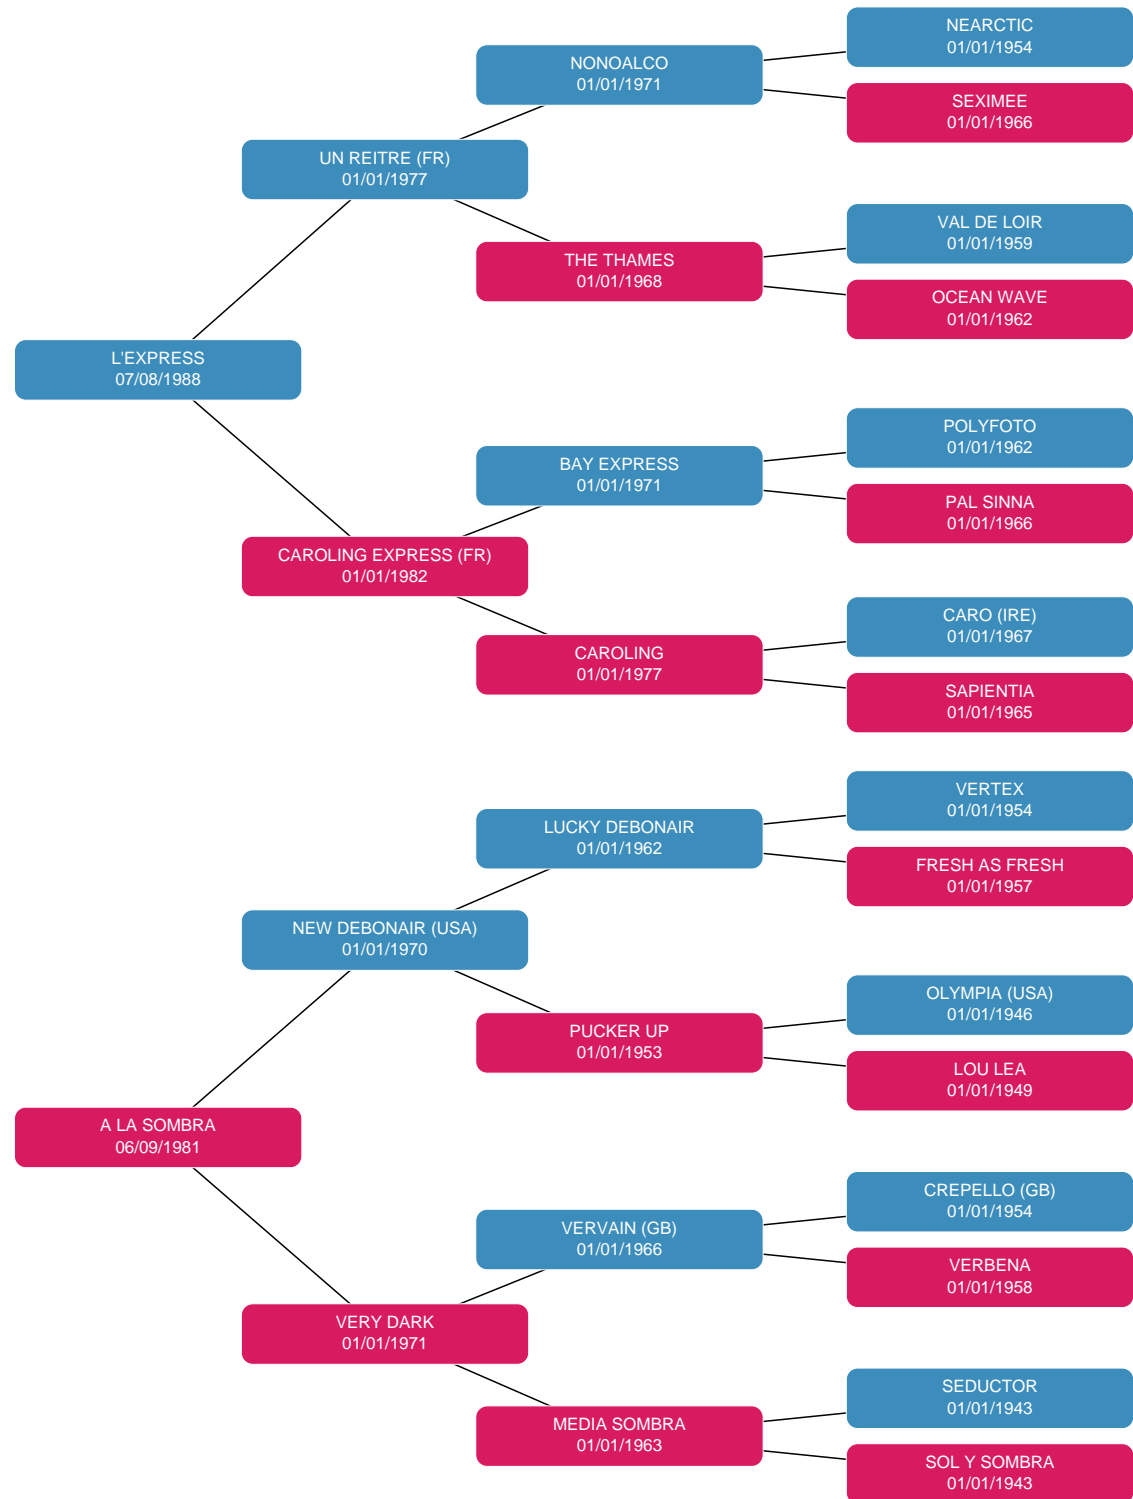 NEARCTIC
01/01/1954
NONOALCO
01/01/1971
SEXIMEE
01/01/1966
UN REITRE (FR)
01/01/1977
VAL DE LOIR
01/01/1959
THE THAMES
01/01/1968
OCEAN WAVE
01/01/1962
L'EXPRESS
07/08/1988
POLYFOTO
01/01/1962
BAY EXPRESS
01/01/1971
PAL SINNA
01/01/1966
CAROLING EXPRESS (FR)
01/01/1982
CARO (IRE)
01/01/1967
CAROLING
01/01/1977
SAPIENTIA
01/01/1965
VERTEX
01/01/1954
LUCKY DEBONAIR
01/01/1962
FRESH AS FRESH
01/01/1957
NEW DEBONAIR (USA)
01/01/1970
OLYMPIA (USA)
01/01/1946
PUCKER UP
01/01/1953
LOU LEA
01/01/1949
A LA SOMBRA
06/09/1981
CREPELLO (GB)
01/01/1954
VERVAIN (GB)
01/01/1966
VERBENA
01/01/1958
VERY DARK
01/01/1971
SEDUCTOR
01/01/1943
MEDIA SOMBRA
01/01/1963
SOL Y SOMBRA
01/01/1943